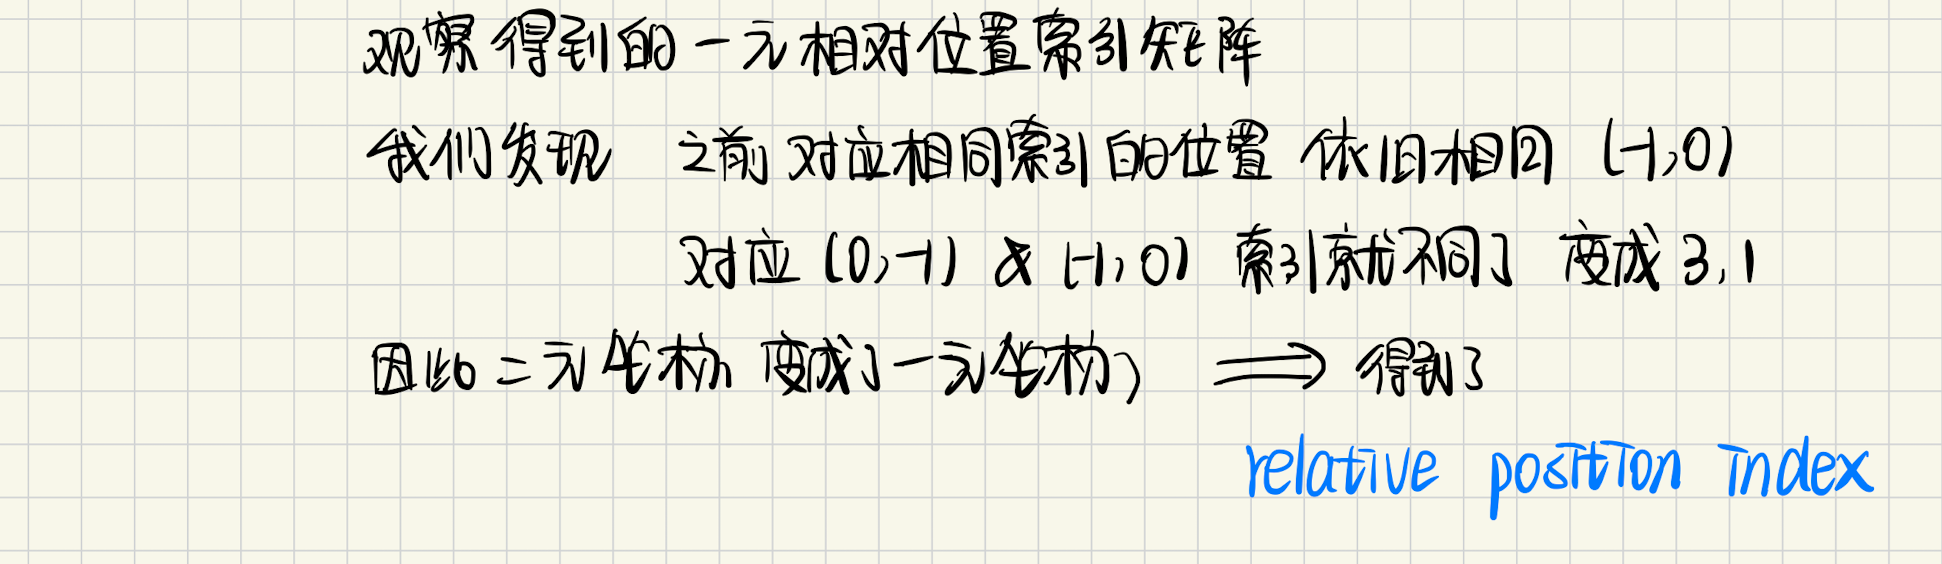 观察得到的一元相对位置索引矩阵
我们发现 之前对应相同索引的位置 依旧相同 (-1,0)
对应 (0,-1) & (-1,0) 索引就不同了 变成 3,1
因此二元坐标变成了一元坐标, ⟹ 得到了
relative position index